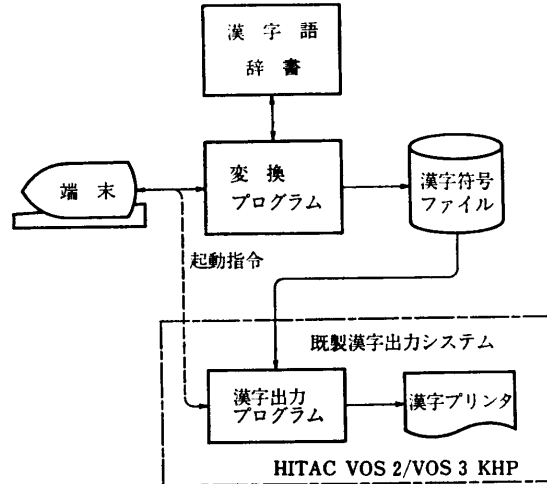 漢字語
辞書
端末
変換
プログラム
漢字符号
ファイル
起動指令
既製漢字出力システム
漢字出力
プログラム
漢字プリンタ
HITAC VOS 2/VOS 3 KHP